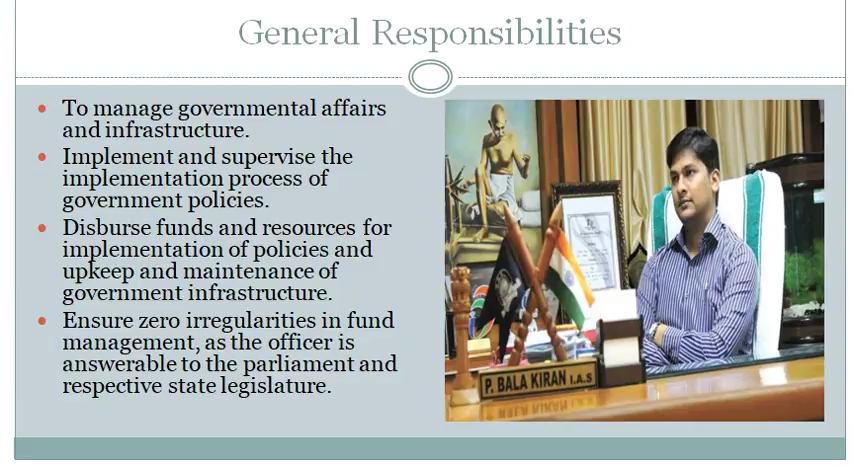 General Responsibilities
To manage governmental affairs
and infrastructure.
Implement and supervise the
implementation process of
government policies.
Disburse funds and resources for
implementation of policies and
upkeep and maintenance of
government infrastructure.
Ensure zero irregularities in fund
management, as the officer is
answerable to the parliament and
respective state legislature.
P. BALA KIRAN I.A.S